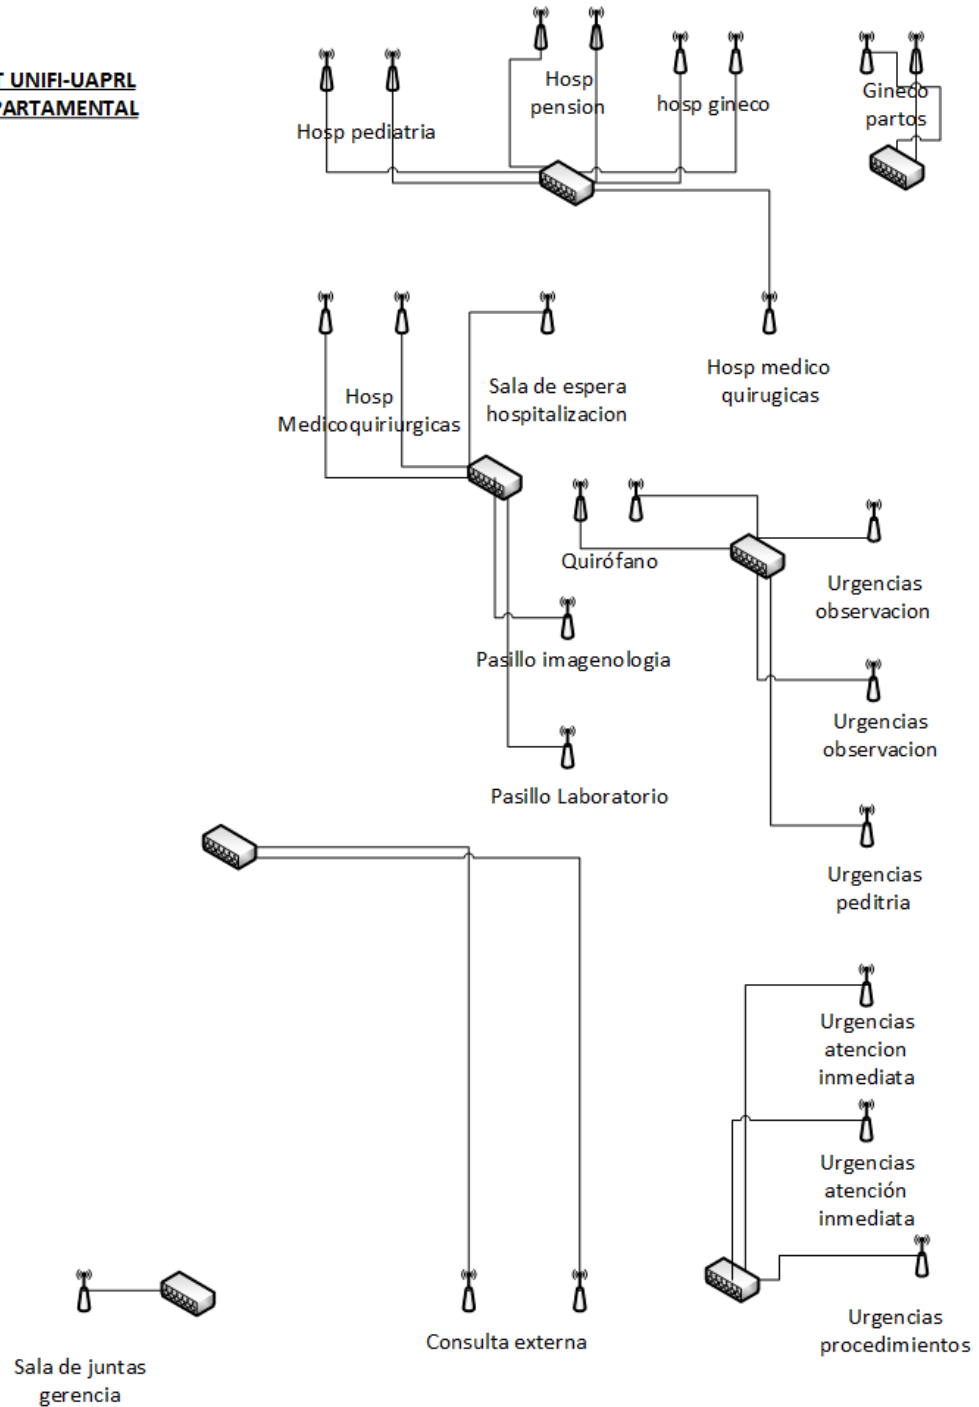 T UNIFI-UAPRL
PARTAMENTAL
Hosp pediatria
Hosp
pension
hosp gineco
Gineco
partos
Hosp
Medicoquiriurgicas
Sala de espera
hospitalizacion
Hosp medico
quirugicas
Quirófano
Urgencias
observacion
Pasillo imagenologia
Urgencias
observacion
Pasillo Laboratorio
Urgencias
peditria
Urgencias
atencion
inmediata
Urgencias
atención
inmediata
Consulta externa
Urgencias
procedimientos
Sala de juntas
gerencia